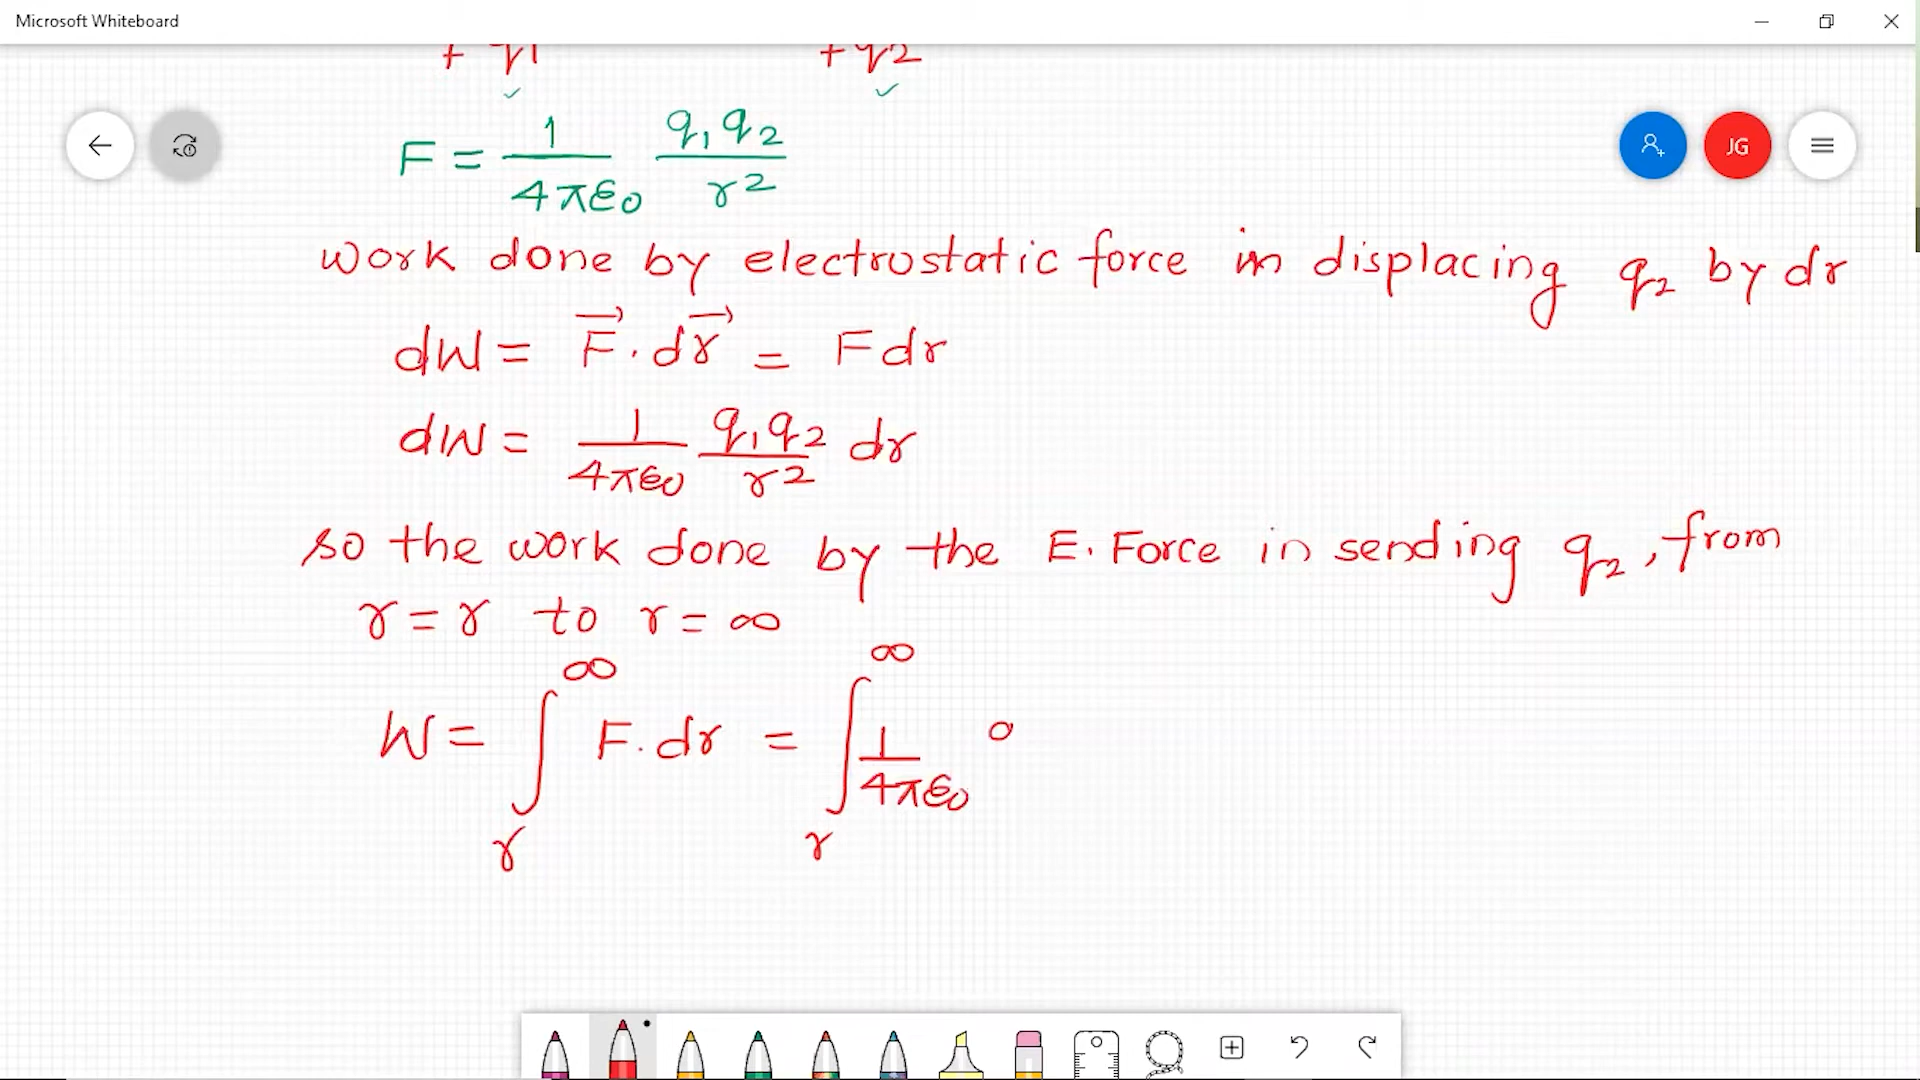 Microsoft Whiteboard
+ q1 + q2
F = 1/4πε0 q1q2/r2
JG
work done by electrostatic force in displacing q2 by dr
dW = F⃗ . dr⃗ = F dr
dW = 1/4πε0 q1q2/r2 dr
so the work done by the E. Force in sending q2, from
r = r to r = ∞
W = ∫r∞ F. dr = ∫r∞ 1/4πε0